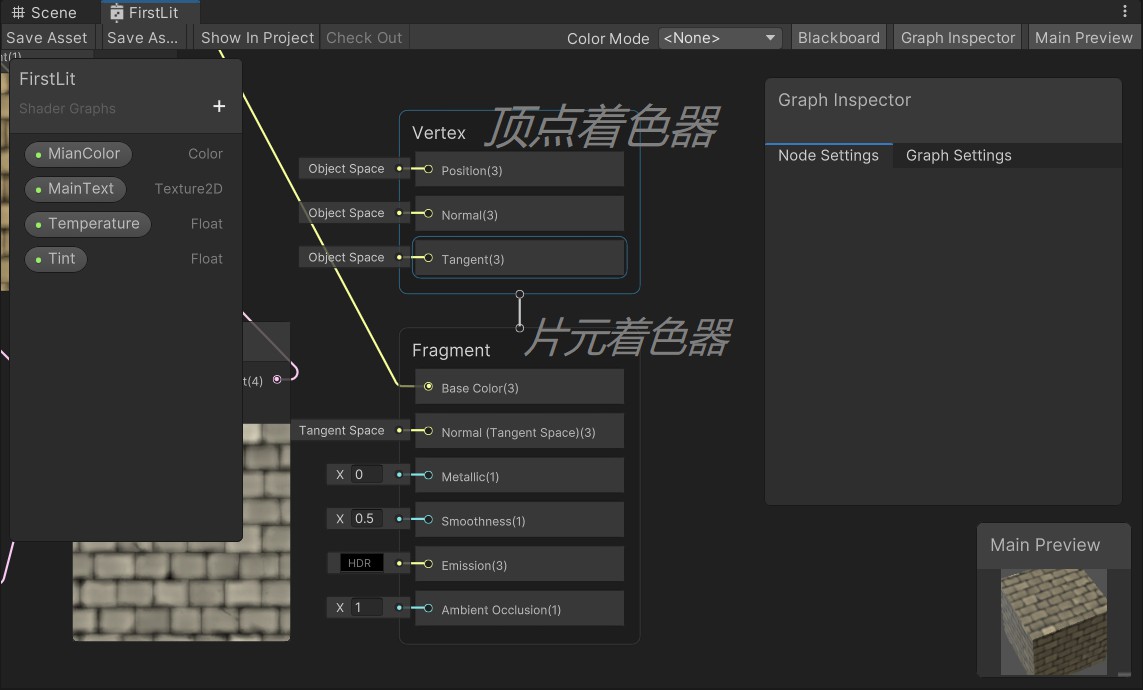 Scene FirstLit
Save Asset Save As... Show In Project Check Out Color Mode <None> Blackboard Graph Inspector Main Preview
FirstLit
Shader Graphs +
MianColor Color
MainText Texture2D
Temperature Float
Tint Float
t(4)
Vertex 顶点着色器
Object Space Position(3)
Object Space Normal(3)
Object Space Tangent(3)
Fragment 片元着色器
Base Color(3)
Tangent Space Normal (Tangent Space)(3)
X 0 Metallic(1)
X 0.5 Smoothness(1)
HDR Emission(3)
X 1 Ambient Occlusion(1)
Graph Inspector
Node Settings Graph Settings
Main Preview